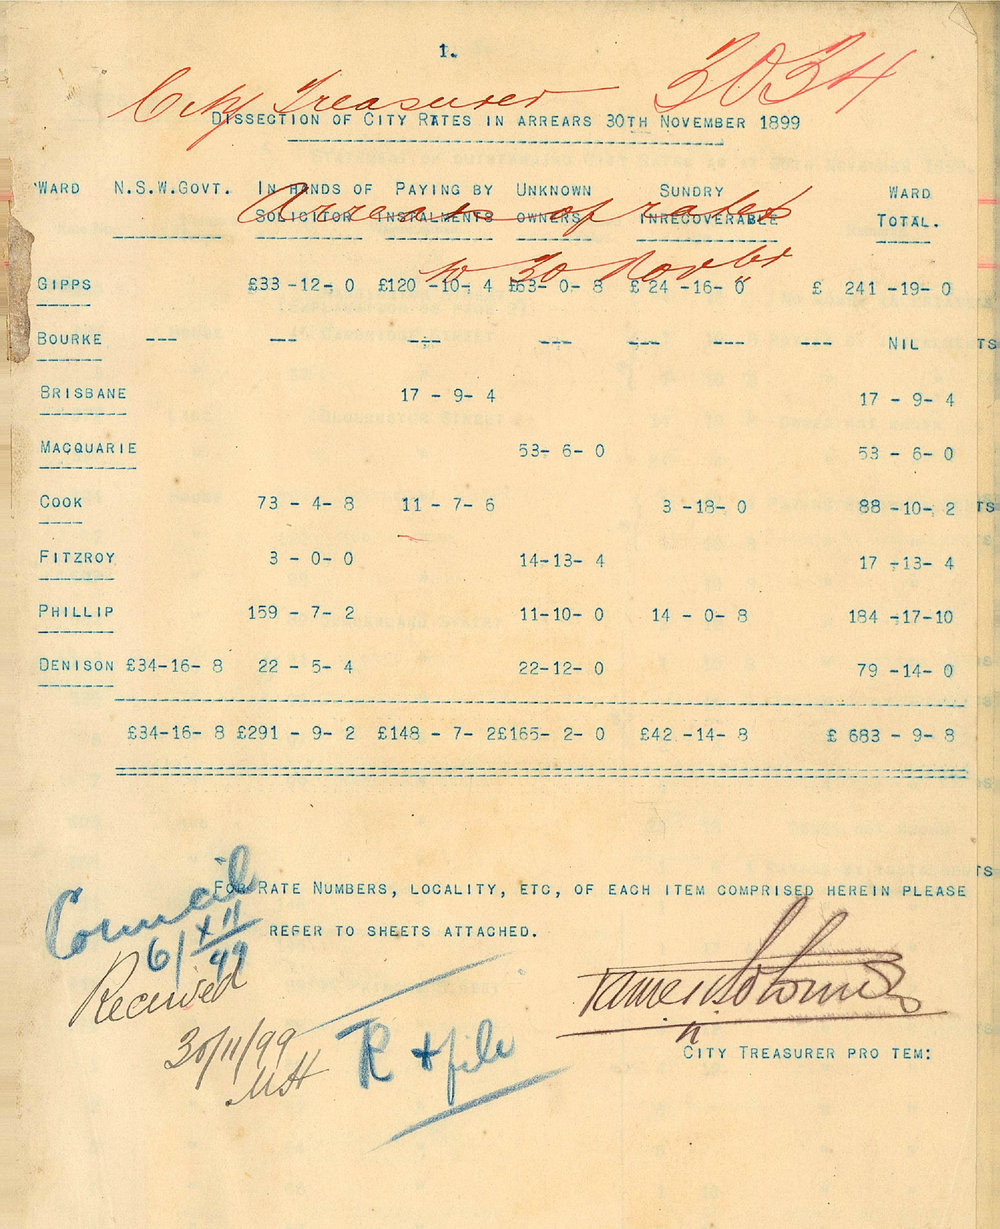 1.
City Treasurer 3034
DISSECTION OF CITY RATES IN ARREARS 30TH NOVEMBER 1899
WARD N.S.W.GOVT. IN HANDS OF PAYING BY UNKNOWN SUNDRY WARD
Arrears of rates
SOLICITOR INSTALMENTS OWNERS IRRECOVERABLE TOTAL.
to 30 Novbr
GIPPS £33 -12- 0 £120 -10- 4 £63- 0- 8 £ 24 -16- 0 £ 241 -19- 0
BOURKE --- --- --- --- --- --- --- NIL
BRISBANE 17 - 9- 4 17 - 9- 4
MACQUARIE 53- 6- 0 53 - 6- 0
COOK 73 - 4- 8 11 - 7- 6 3 -18- 0 88 -10- 2
FITZROY 3 - 0- 0 14-13- 4 17 -13- 4
PHILLIP 159 - 7- 2 11-10- 0 14 - 0- 8 184 -17-10
DENISON £34-16- 8 22 - 5- 4 22-12- 0 79 -14- 0
£34-16- 8 £291 - 9- 2 £148 - 7- 2 £165- 2- 0 £42 -14- 8 £ 683 - 9- 8
FOR RATE NUMBERS, LOCALITY, ETC, OF EACH ITEM COMPRISED HEREIN PLEASE
REFER TO SHEETS ATTACHED.
Council
6/XII/99
Received
30/11/99
R & file
CITY TREASURER PRO TEM: